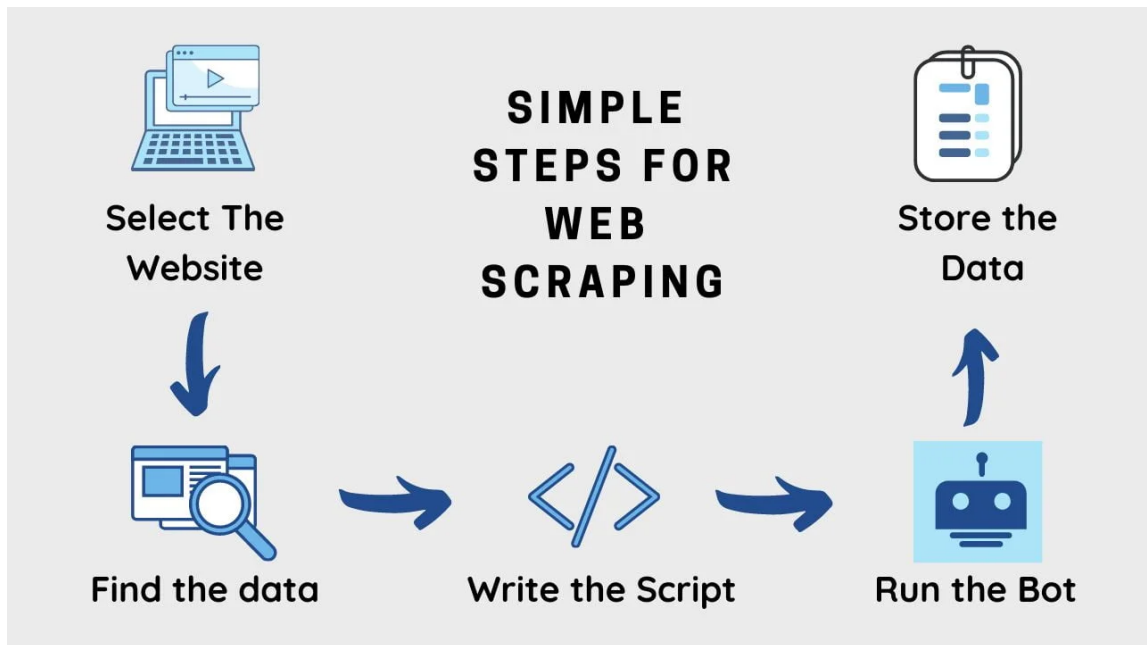 SIMPLE
STEPS FOR
WEB
SCRAPING
Select The
Website
Find the data
Write the Script
Run the Bot
Store the
Data